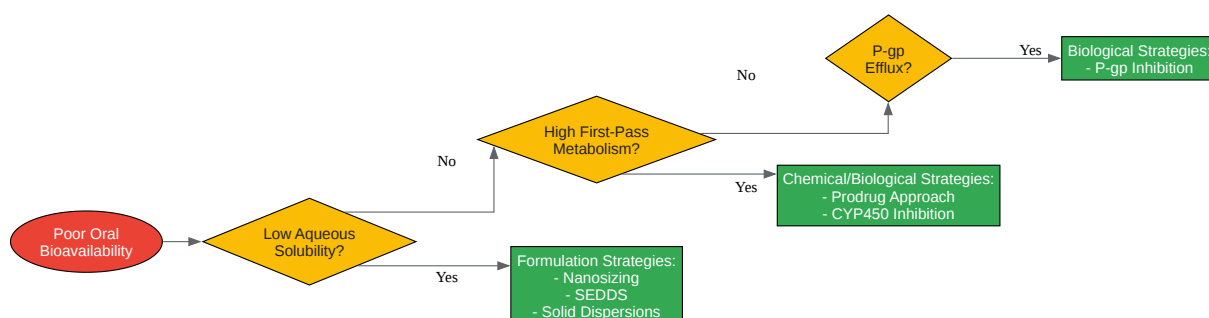 Poor Oral
Bioavailability
Low Aqueous
Solubility?
No
Yes
Formulation Strategies:
- Nanosizing
- SEDDS
- Solid Dispersions
High First-Pass
Metabolism?
No
Yes
Chemical/Biological Strategies:
- Prodrug Approach
- CYP450 Inhibition
P-gp
Efflux?
Yes
Biological Strategies:
- P-gp Inhibition